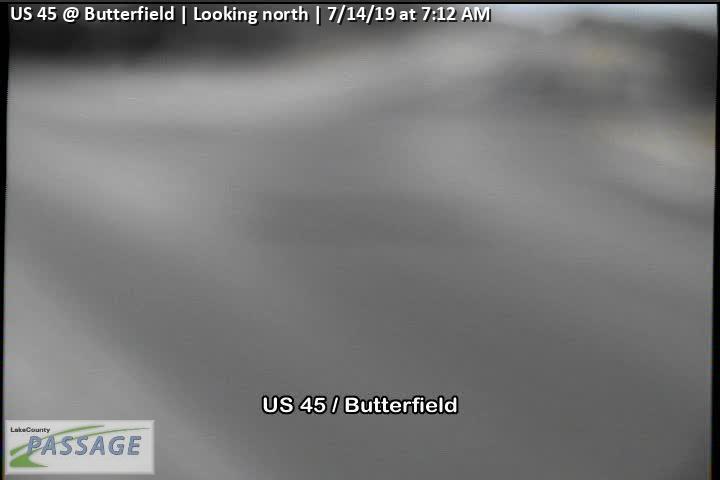 US 45 @ Butterfield | Looking north | 7/14/19 at 7:12 AM
US 45 / Butterfield
LakeCounty
PASSAGE